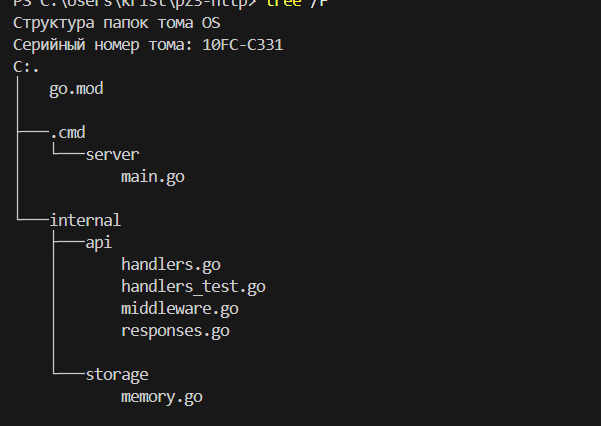 PS C:\Users\krist\pz3-http> tree /F
Структура папок тома OS
Серийный номер тома: 10FC-C331
C:.
│   go.mod
│
├───.cmd
│   └───server
│           main.go
│
└───internal
    ├───api
    │       handlers.go
    │       handlers_test.go
    │       middleware.go
    │       responses.go
    │
    └───storage
            memory.go